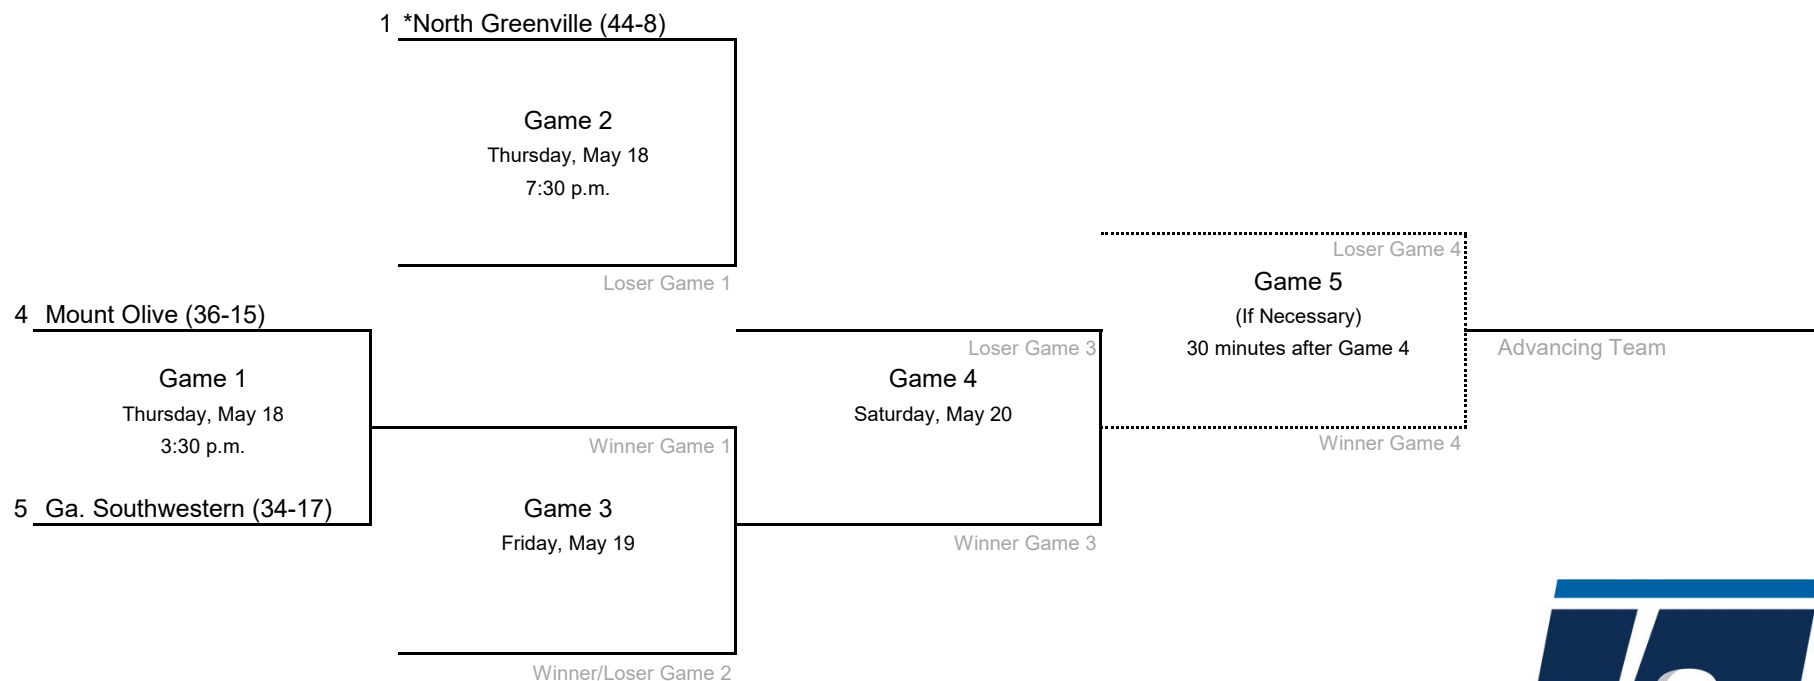 1 *North Greenville (44-8)
Game 2
Thursday, May 18
7:30 p.m.
Loser Game 1
4 Mount Olive (36-15)
Game 1
Thursday, May 18
3:30 p.m.
5 Ga. Southwestern (34-17)
Winner Game 1
Game 3
Friday, May 19
Winner/Loser Game 2
Loser Game 3
Game 4
Saturday, May 20
Winner Game 3
Loser Game 4
Game 5
(If Necessary)
30 minutes after Game 4
Winner Game 4
Advancing Team